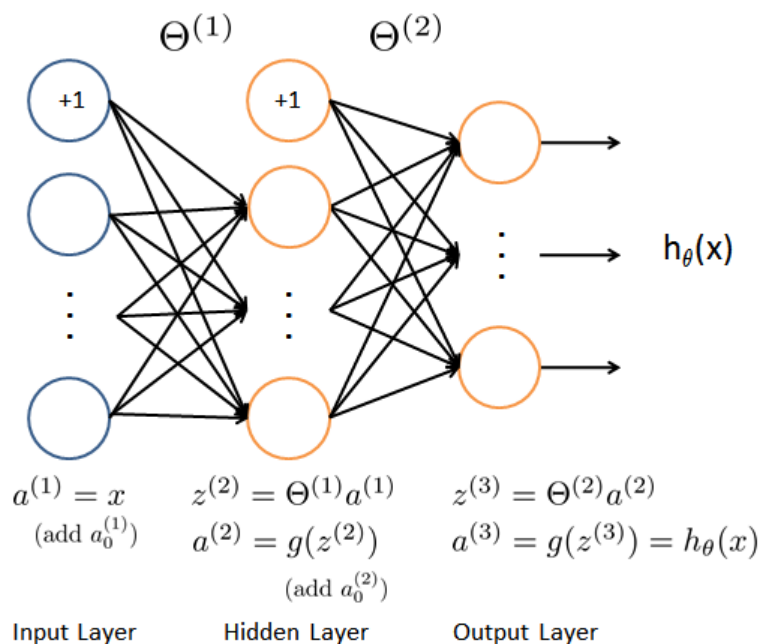 Θ^(1) Θ^(2)
+1 +1
h_θ(x)
a^(1) = x z^(2) = Θ^(1)a^(1) z^(3) = Θ^(2)a^(2)
(add a_0^(1)) a^(2) = g(z^(2)) a^(3) = g(z^(3)) = h_θ(x)
(add a_0^(2))
Input Layer Hidden Layer Output Layer